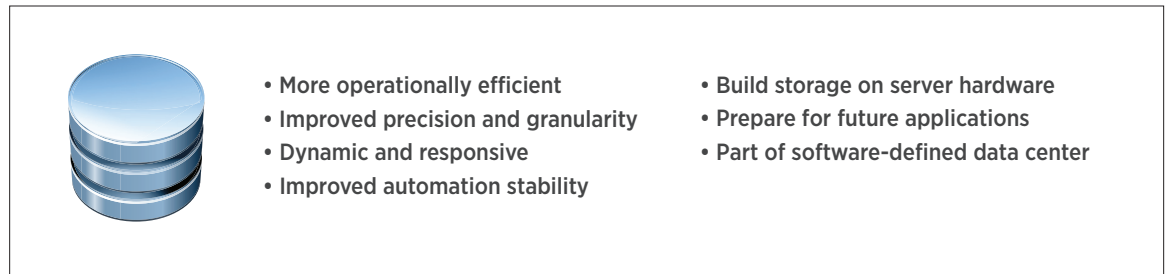 • More operationally efficient
• Improved precision and granularity
• Dynamic and responsive
• Improved automation stability
• Build storage on server hardware
• Prepare for future applications
• Part of software-defined data center